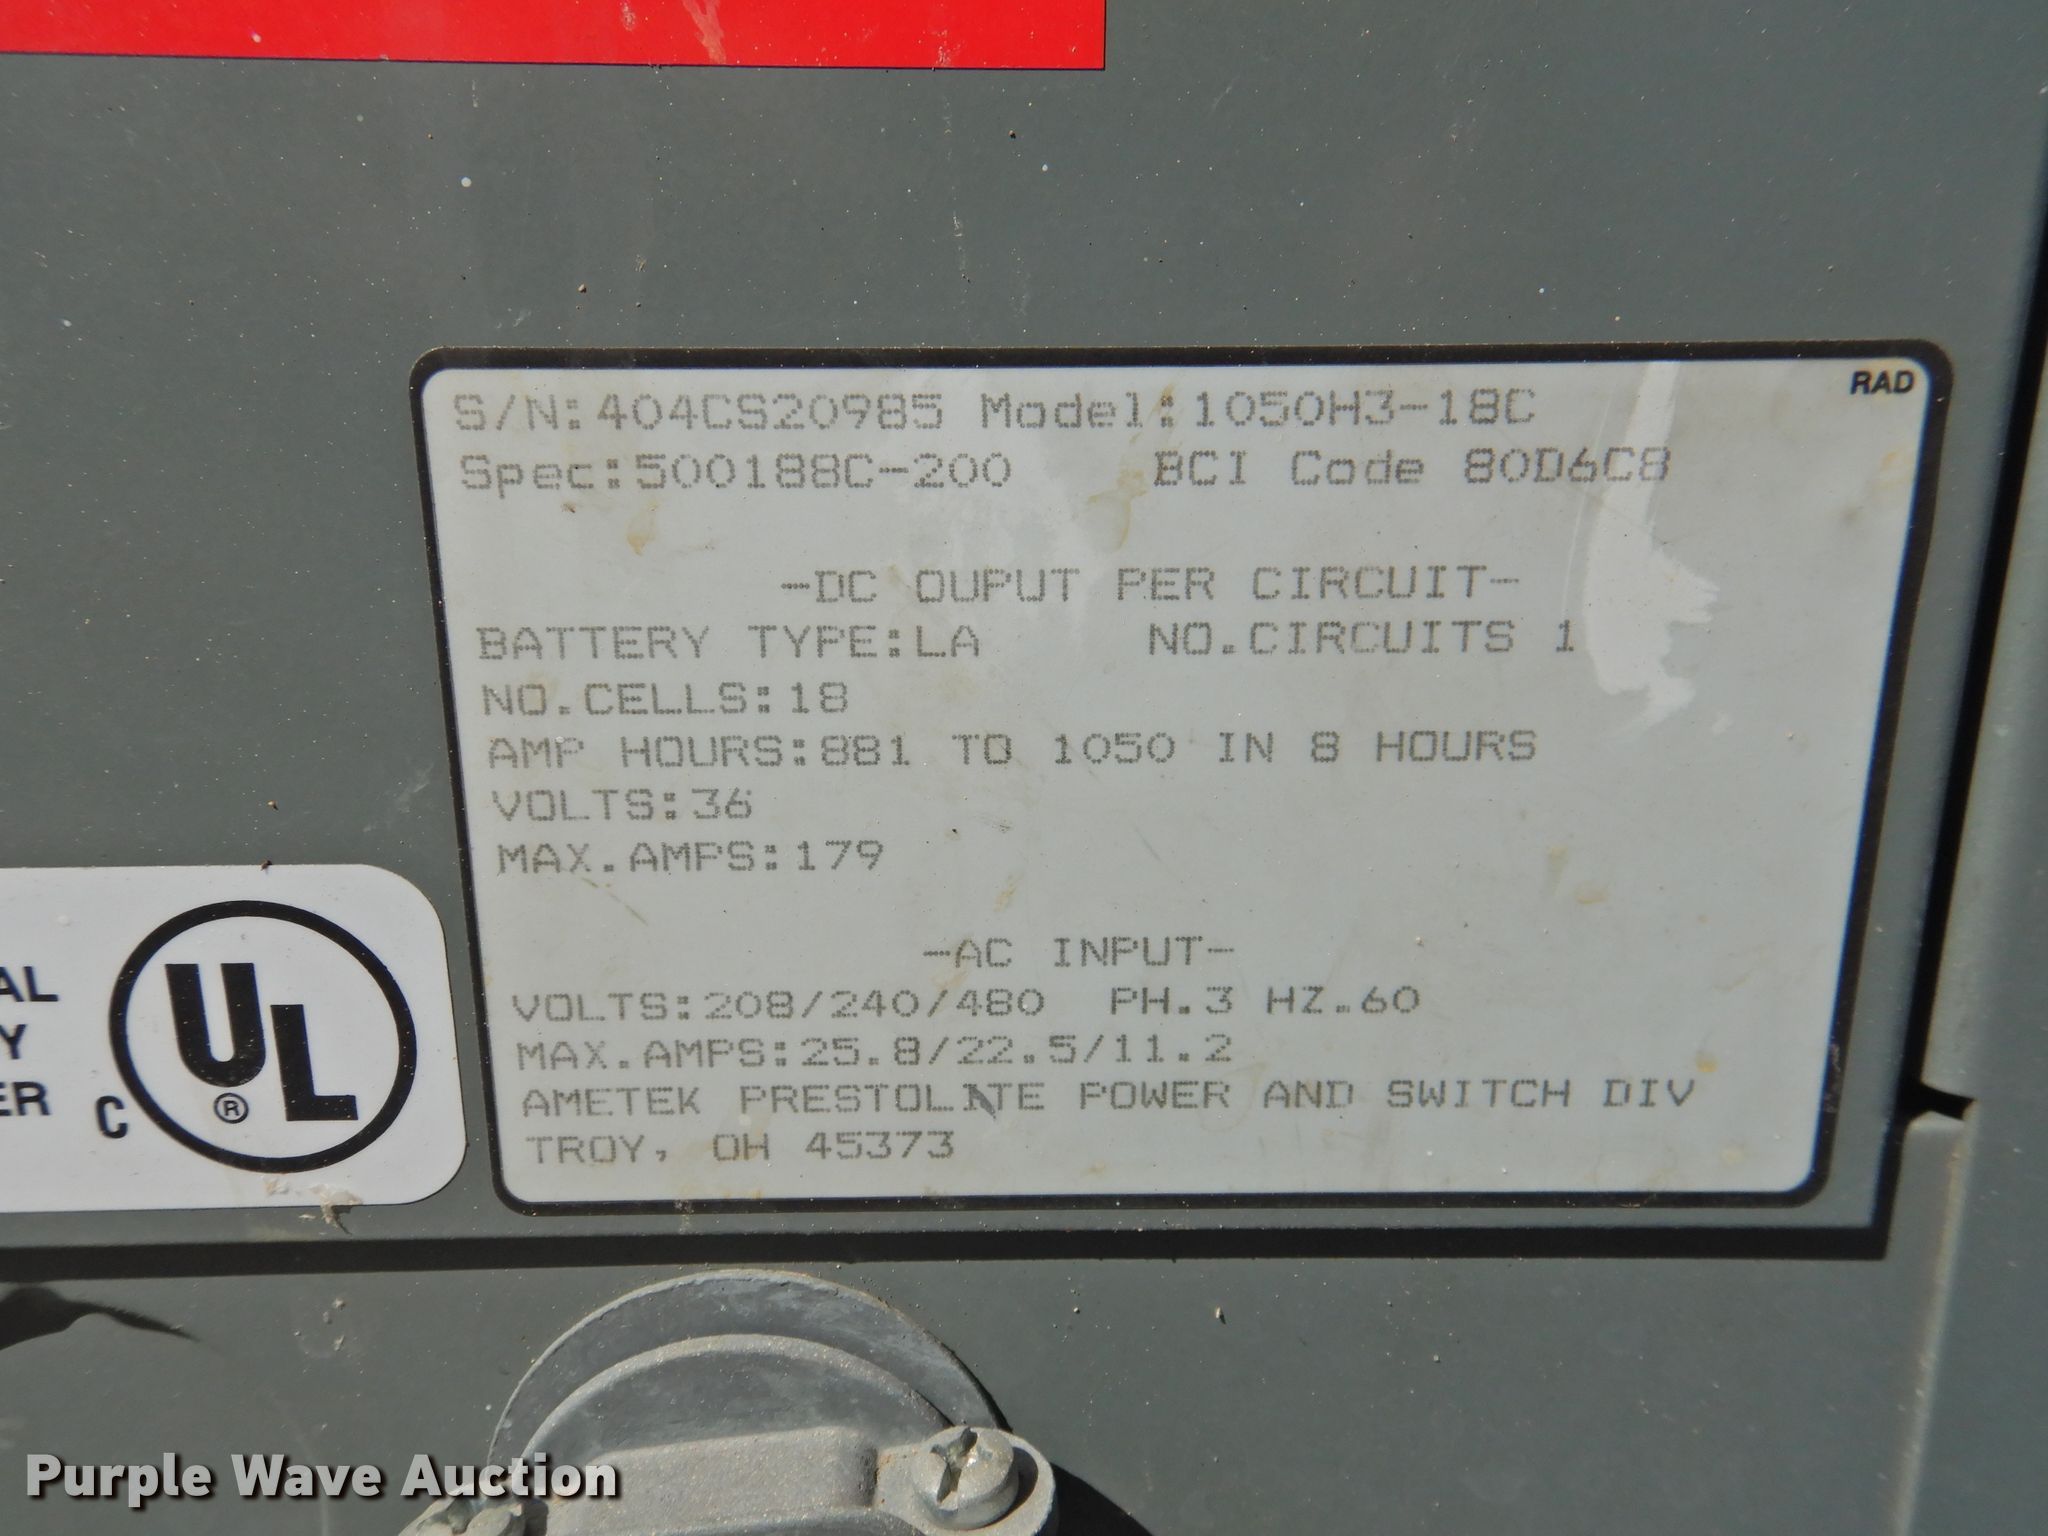 RAD
S/N:404CS20985 Model:1050H3-18C
Spec:500188C-200 BCI Code 80D6C8
-DC OUPUT PER CIRCUIT-
BATTERY TYPE:LA NO.CIRCUITS 1
NO.CELLS:18
AMP HOURS:881 TO 1050 IN 8 HOURS
VOLTS:36
MAX.AMPS:179
-AC INPUT-
VOLTS:208/240/480 PH.3 HZ.60
MAX.AMPS:25.8/22.5/11.2
AMETEK PRESTOLITE POWER AND SWITCH DIV
TROY, OH 45373
AL
Y
ER
C UL ®
Purple Wave Auction